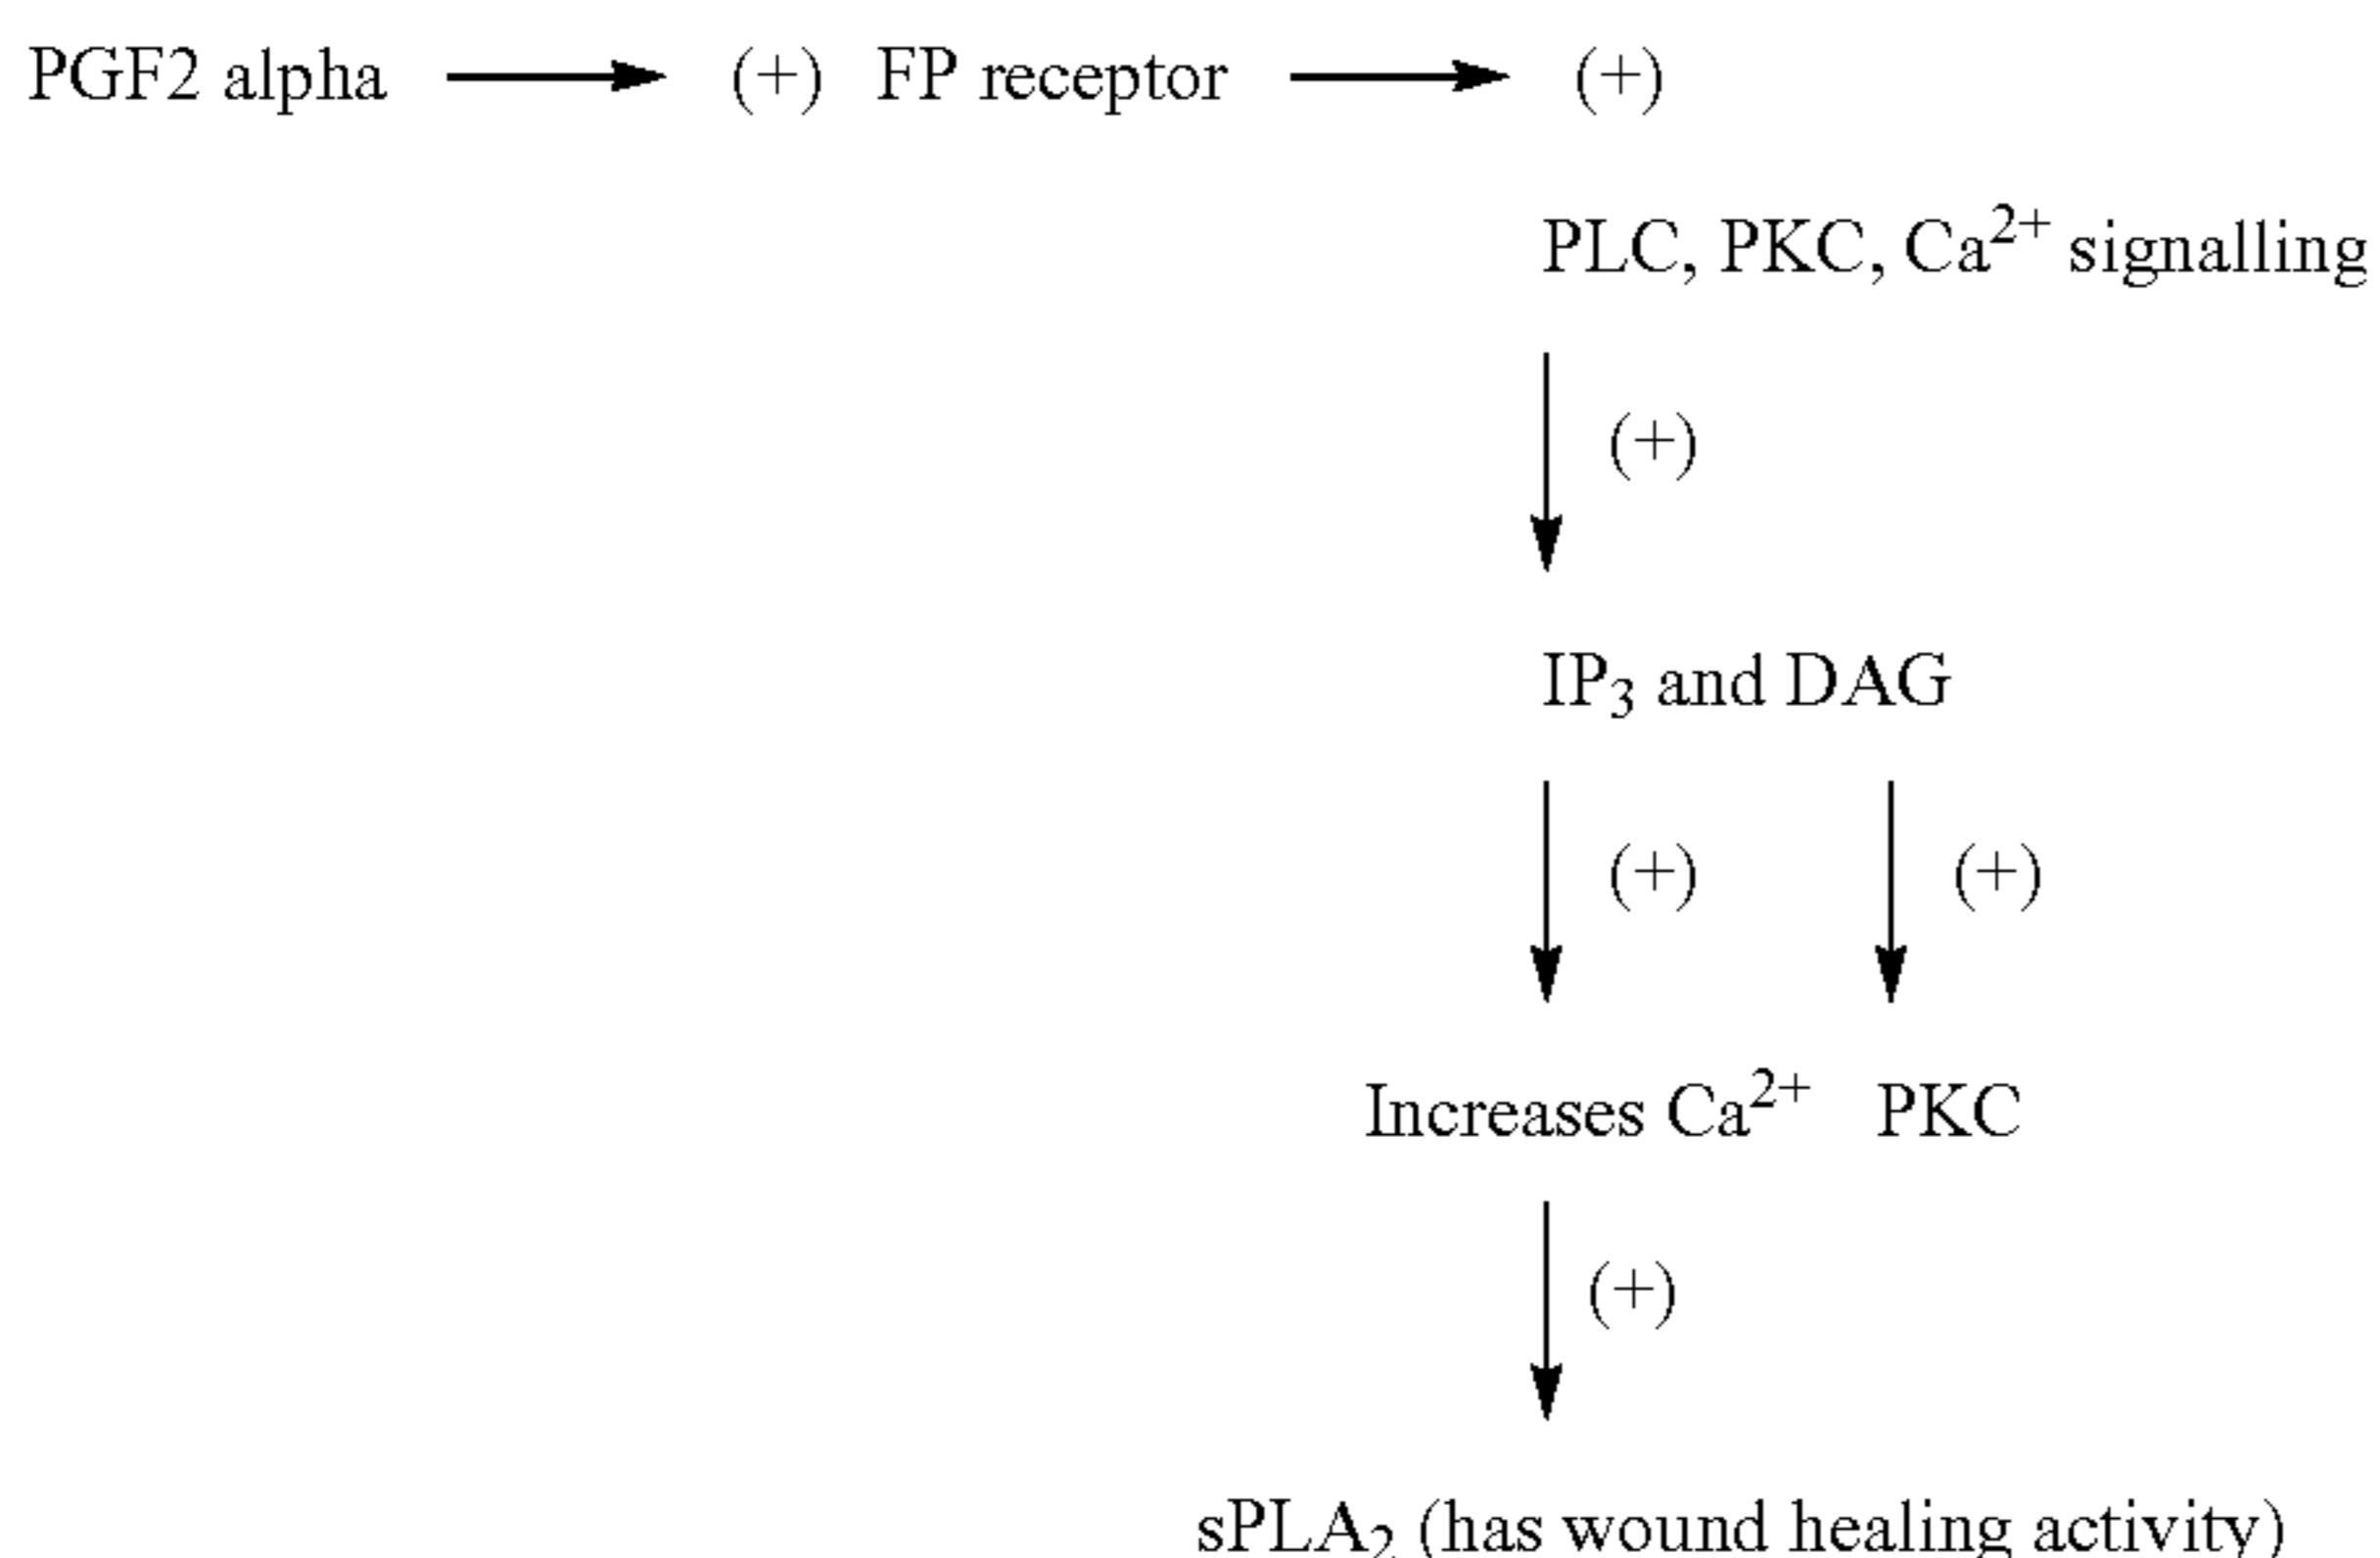 PGF2 alpha (+) FP receptor (+)
PLC, PKC, Ca²⁺ signalling
(+)
IP₃ and DAG
(+) (+)
Increases Ca²⁺ PKC
(+)
sPLA₂ (has wound healing activity)